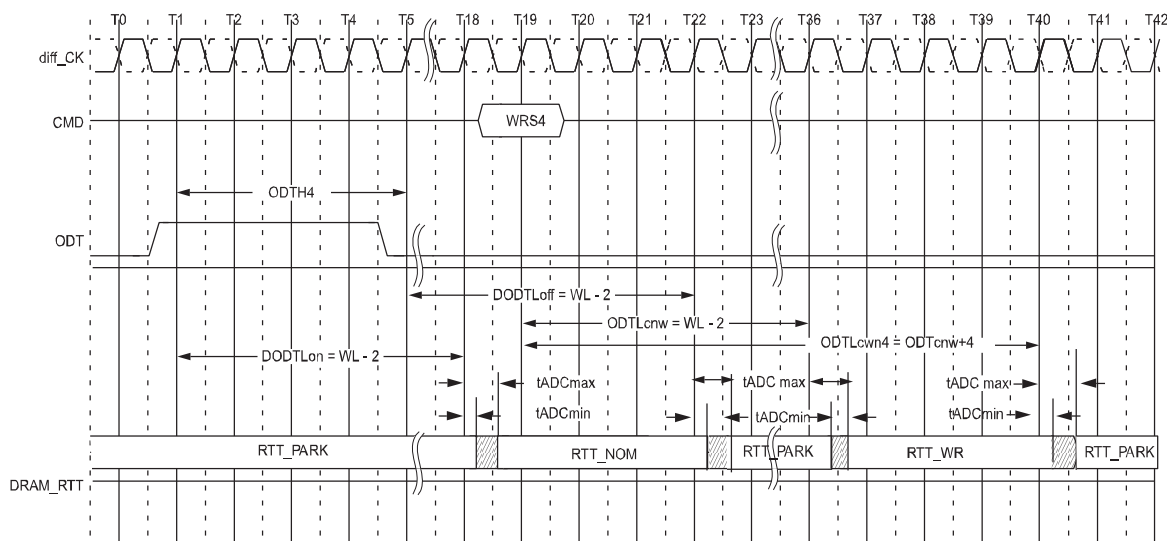 T0 T1 T2 T3 T4 T5 T18 T19 T20 T21 T22 T23 T36 T37 T38 T39 T40 T41 T42
diff_CK
CMD WRS4
ODTH4
ODT
DODTLoff = WL - 2
ODTLcnw = WL - 2
ODTLcwn4 = ODTcnw+4
DODTLon = WL - 2
tADCmax tADC max tADC max
tADCmin tADCmin tADCmin
RTT_PARK RTT_NOM RTT_PARK RTT_WR RTT_PARK
DRAM_RTT